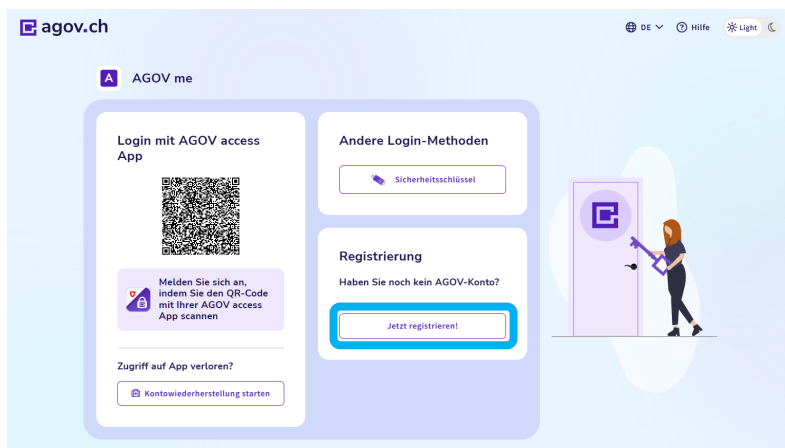 agov.ch
DE
Hilfe
Light
A
AGOV me
Login mit AGOV access
App
Melden Sie sich an,
indem Sie den QR-Code
mit Ihrer AGOV access
App scannen
Zugriff auf App verloren?
Kontowiederherstellung starten
Andere Login-Methoden
Sicherheitsschlüssel
Registrierung
Haben Sie noch kein AGOV-Konto?
Jetzt registrieren!